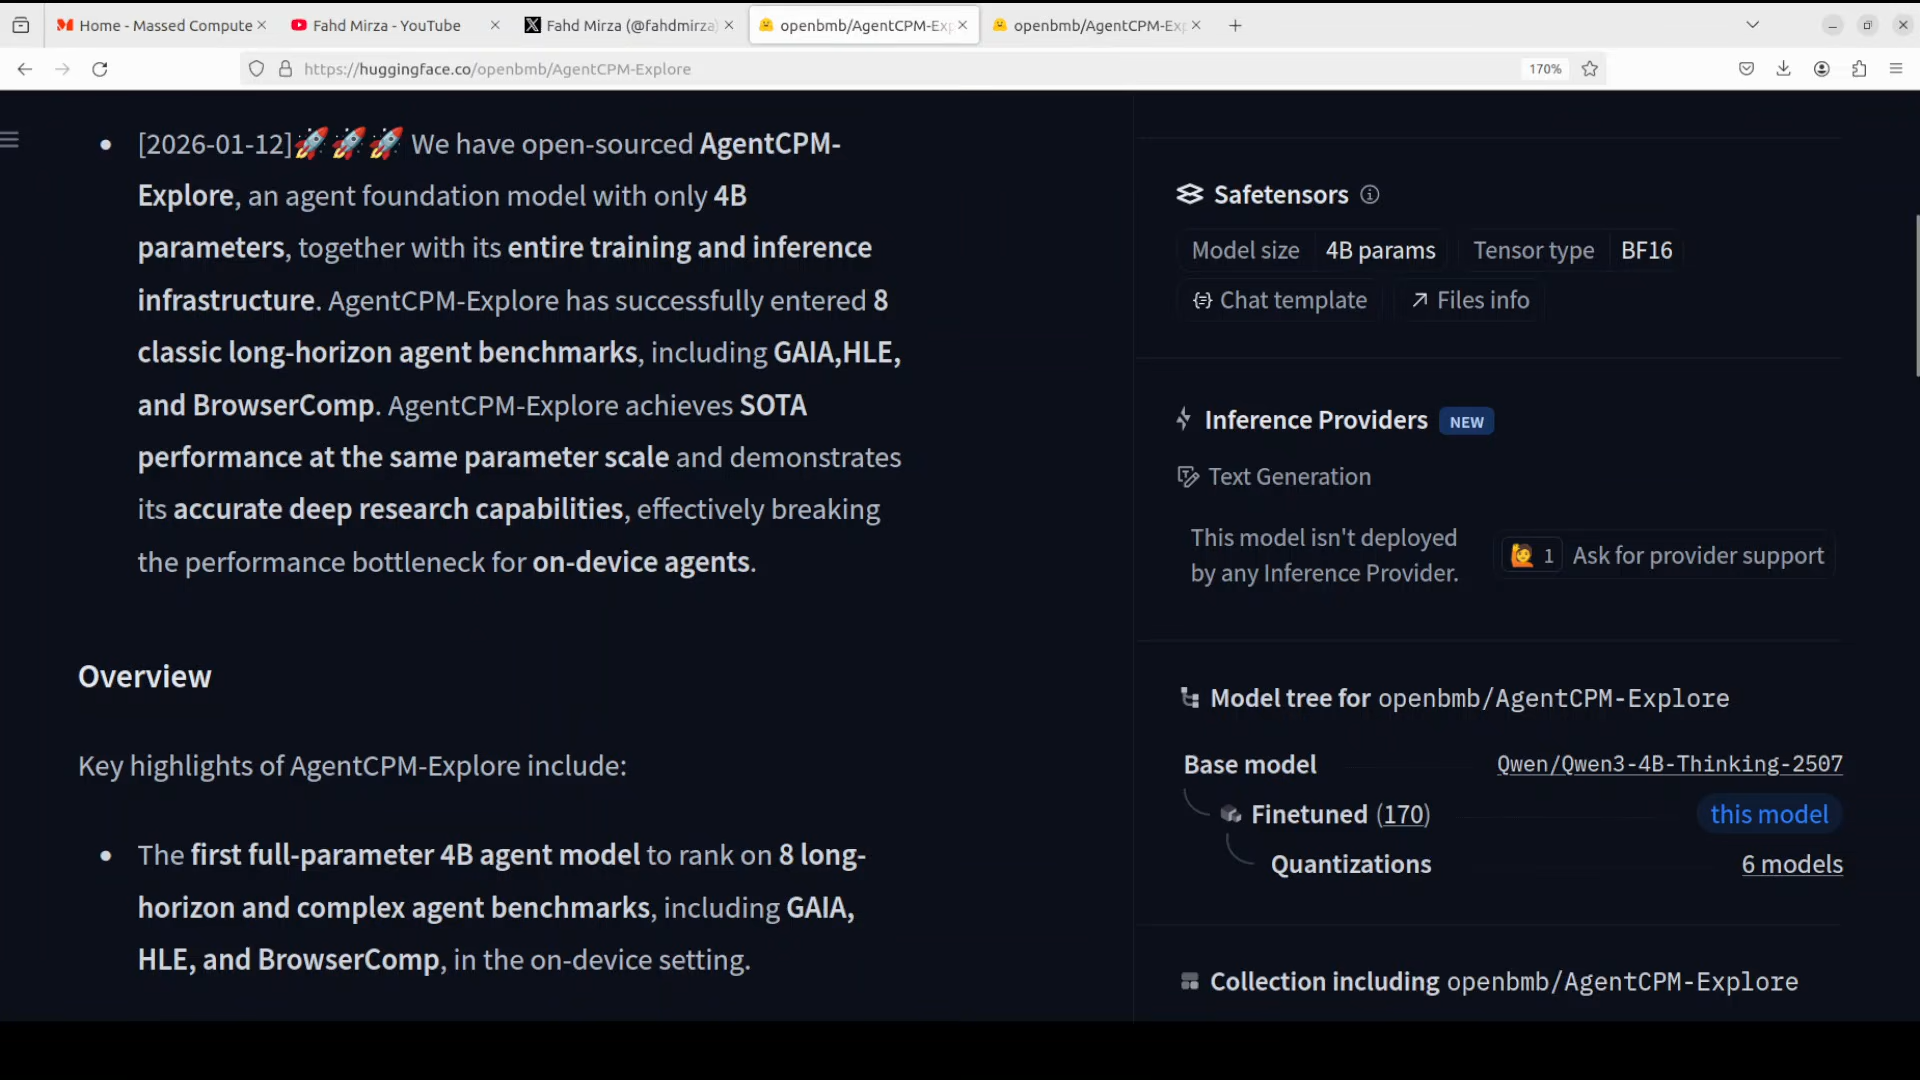 Home - Massed Compute
Fahd Mirza - YouTube
Fahd Mirza (@fahdmirza)
openbmb/AgentCPM-Exp
openbmb/AgentCPM-Exp
https://huggingface.co/openbmb/AgentCPM-Explore
170%
[2026-01-12]🚀🚀🚀 We have open-sourced AgentCPM-
Explore, an agent foundation model with only 4B
parameters, together with its entire training and inference
infrastructure. AgentCPM-Explore has successfully entered 8
classic long-horizon agent benchmarks, including GAIA,HLE,
and BrowserComp. AgentCPM-Explore achieves SOTA
performance at the same parameter scale and demonstrates
its accurate deep research capabilities, effectively breaking
the performance bottleneck for on-device agents.
Overview
Key highlights of AgentCPM-Explore include:
The first full-parameter 4B agent model to rank on 8 long-
horizon and complex agent benchmarks, including GAIA,
HLE, and BrowserComp, in the on-device setting.
Safetensors
Model size 4B params Tensor type BF16
Chat template Files info
Inference Providers NEW
Text Generation
This model isn't deployed
by any Inference Provider.
🙋 1 Ask for provider support
Model tree for openbmb/AgentCPM-Explore
Base model Qwen/Qwen3-4B-Thinking-2507
Finetuned (170) this model
Quantizations 6 models
Collection including openbmb/AgentCPM-Explore